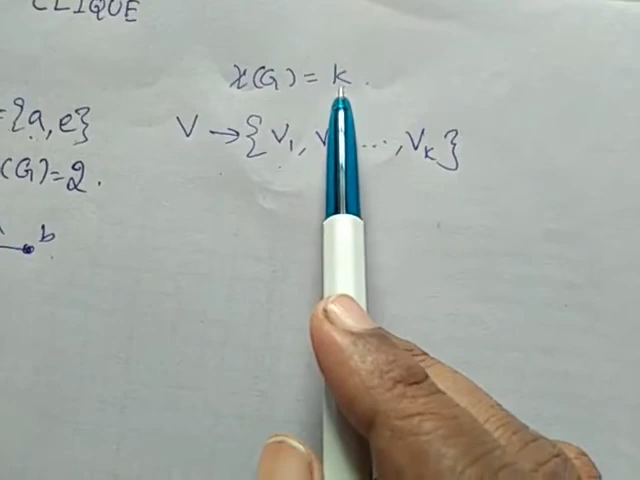 CLIQUE
χ(G) = k.
={a, e}
V → {V₁, V ..., Vₖ}
(G)=2.
b